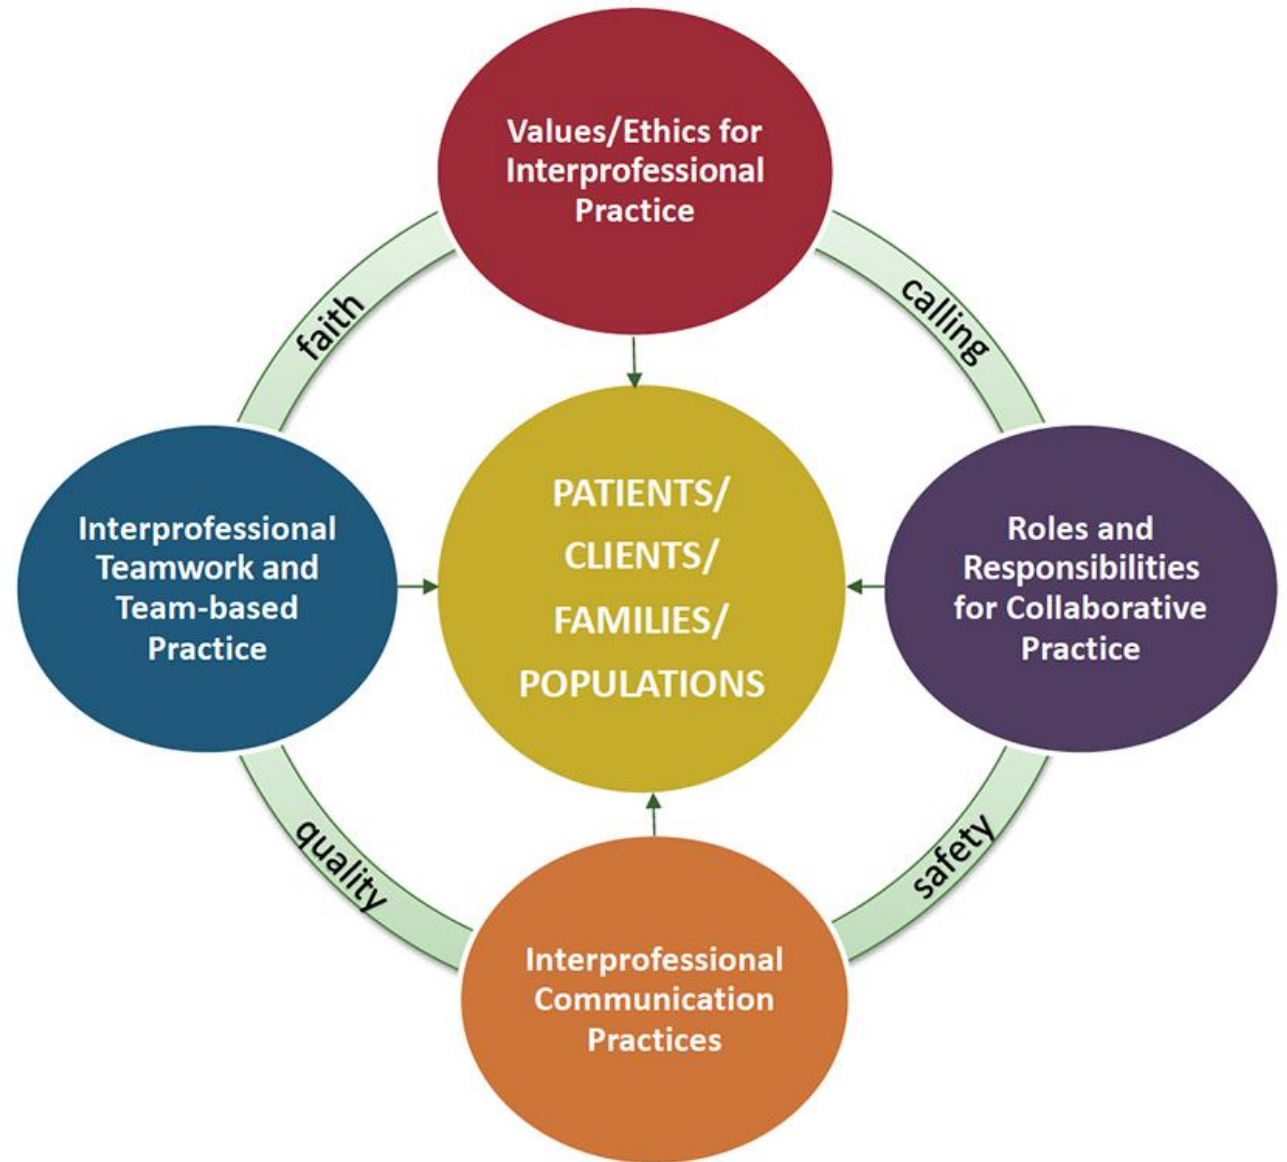 Values/Ethics for
Interprofessional
Practice
faith
calling
Interprofessional
Teamwork and
Team-based
Practice
PATIENTS/
CLIENTS/
FAMILIES/
POPULATIONS
Roles and
Responsibilities
for Collaborative
Practice
quality
safety
Interprofessional
Communication
Practices